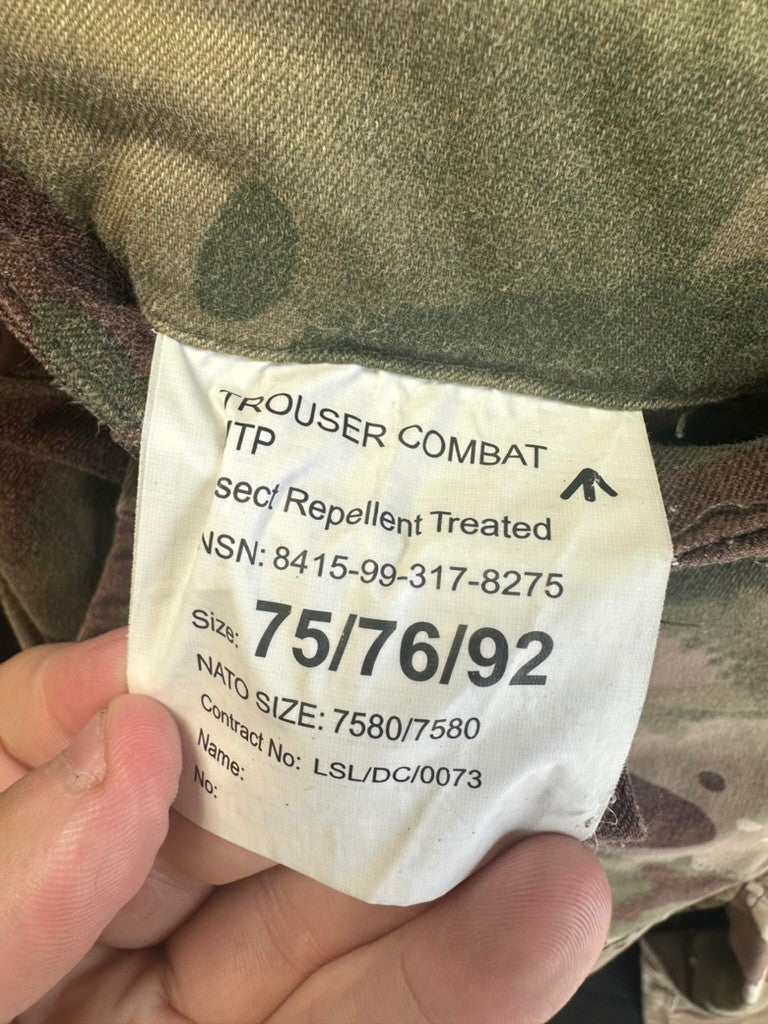 TROUSER COMBAT
MTP
sect Repellent Treated
NSN: 8415-99-317-8275
Size: 75/76/92
NATO SIZE: 7580/7580
Contract No: LSL/DC/0073
Name:
No: